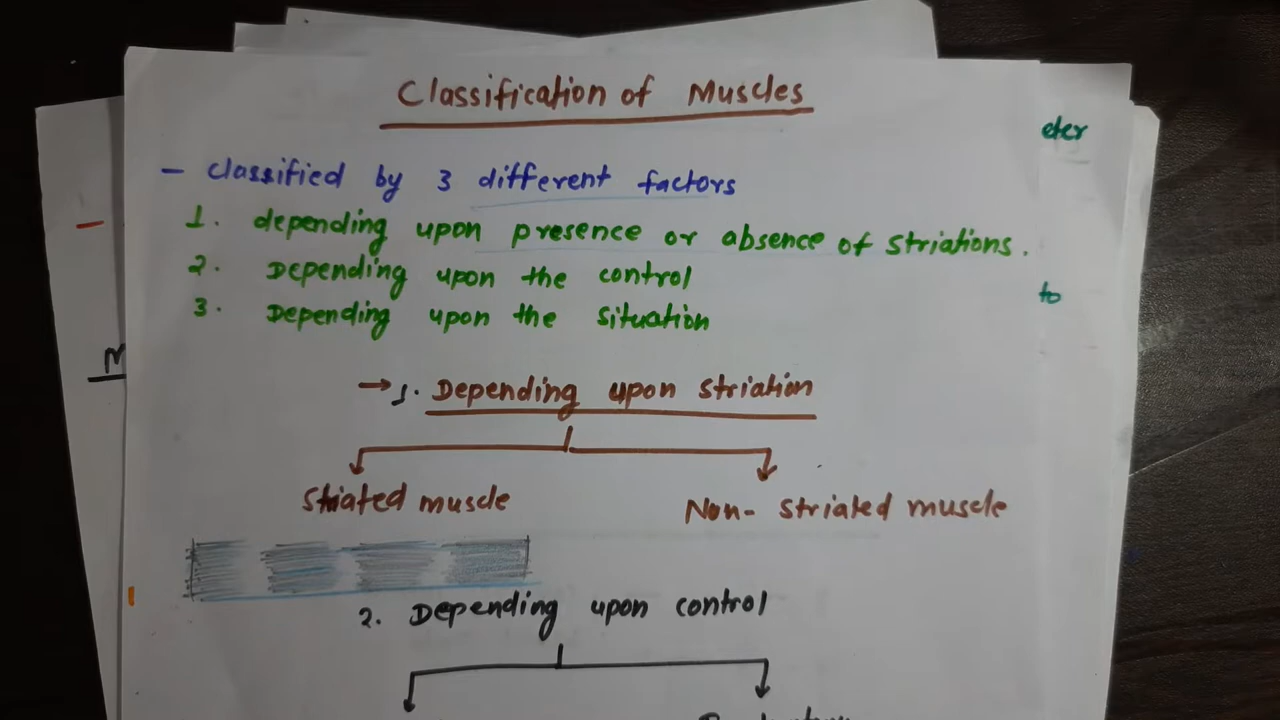 Classification of Muscles
eter
- classified by 3 different factors
1. depending upon presence or absence of striations.
2. Depending upon the control
to
3. Depending upon the situation
M
→ 1. Depending upon striation
Striated muscle
Non- striated muscle
2. Depending upon control